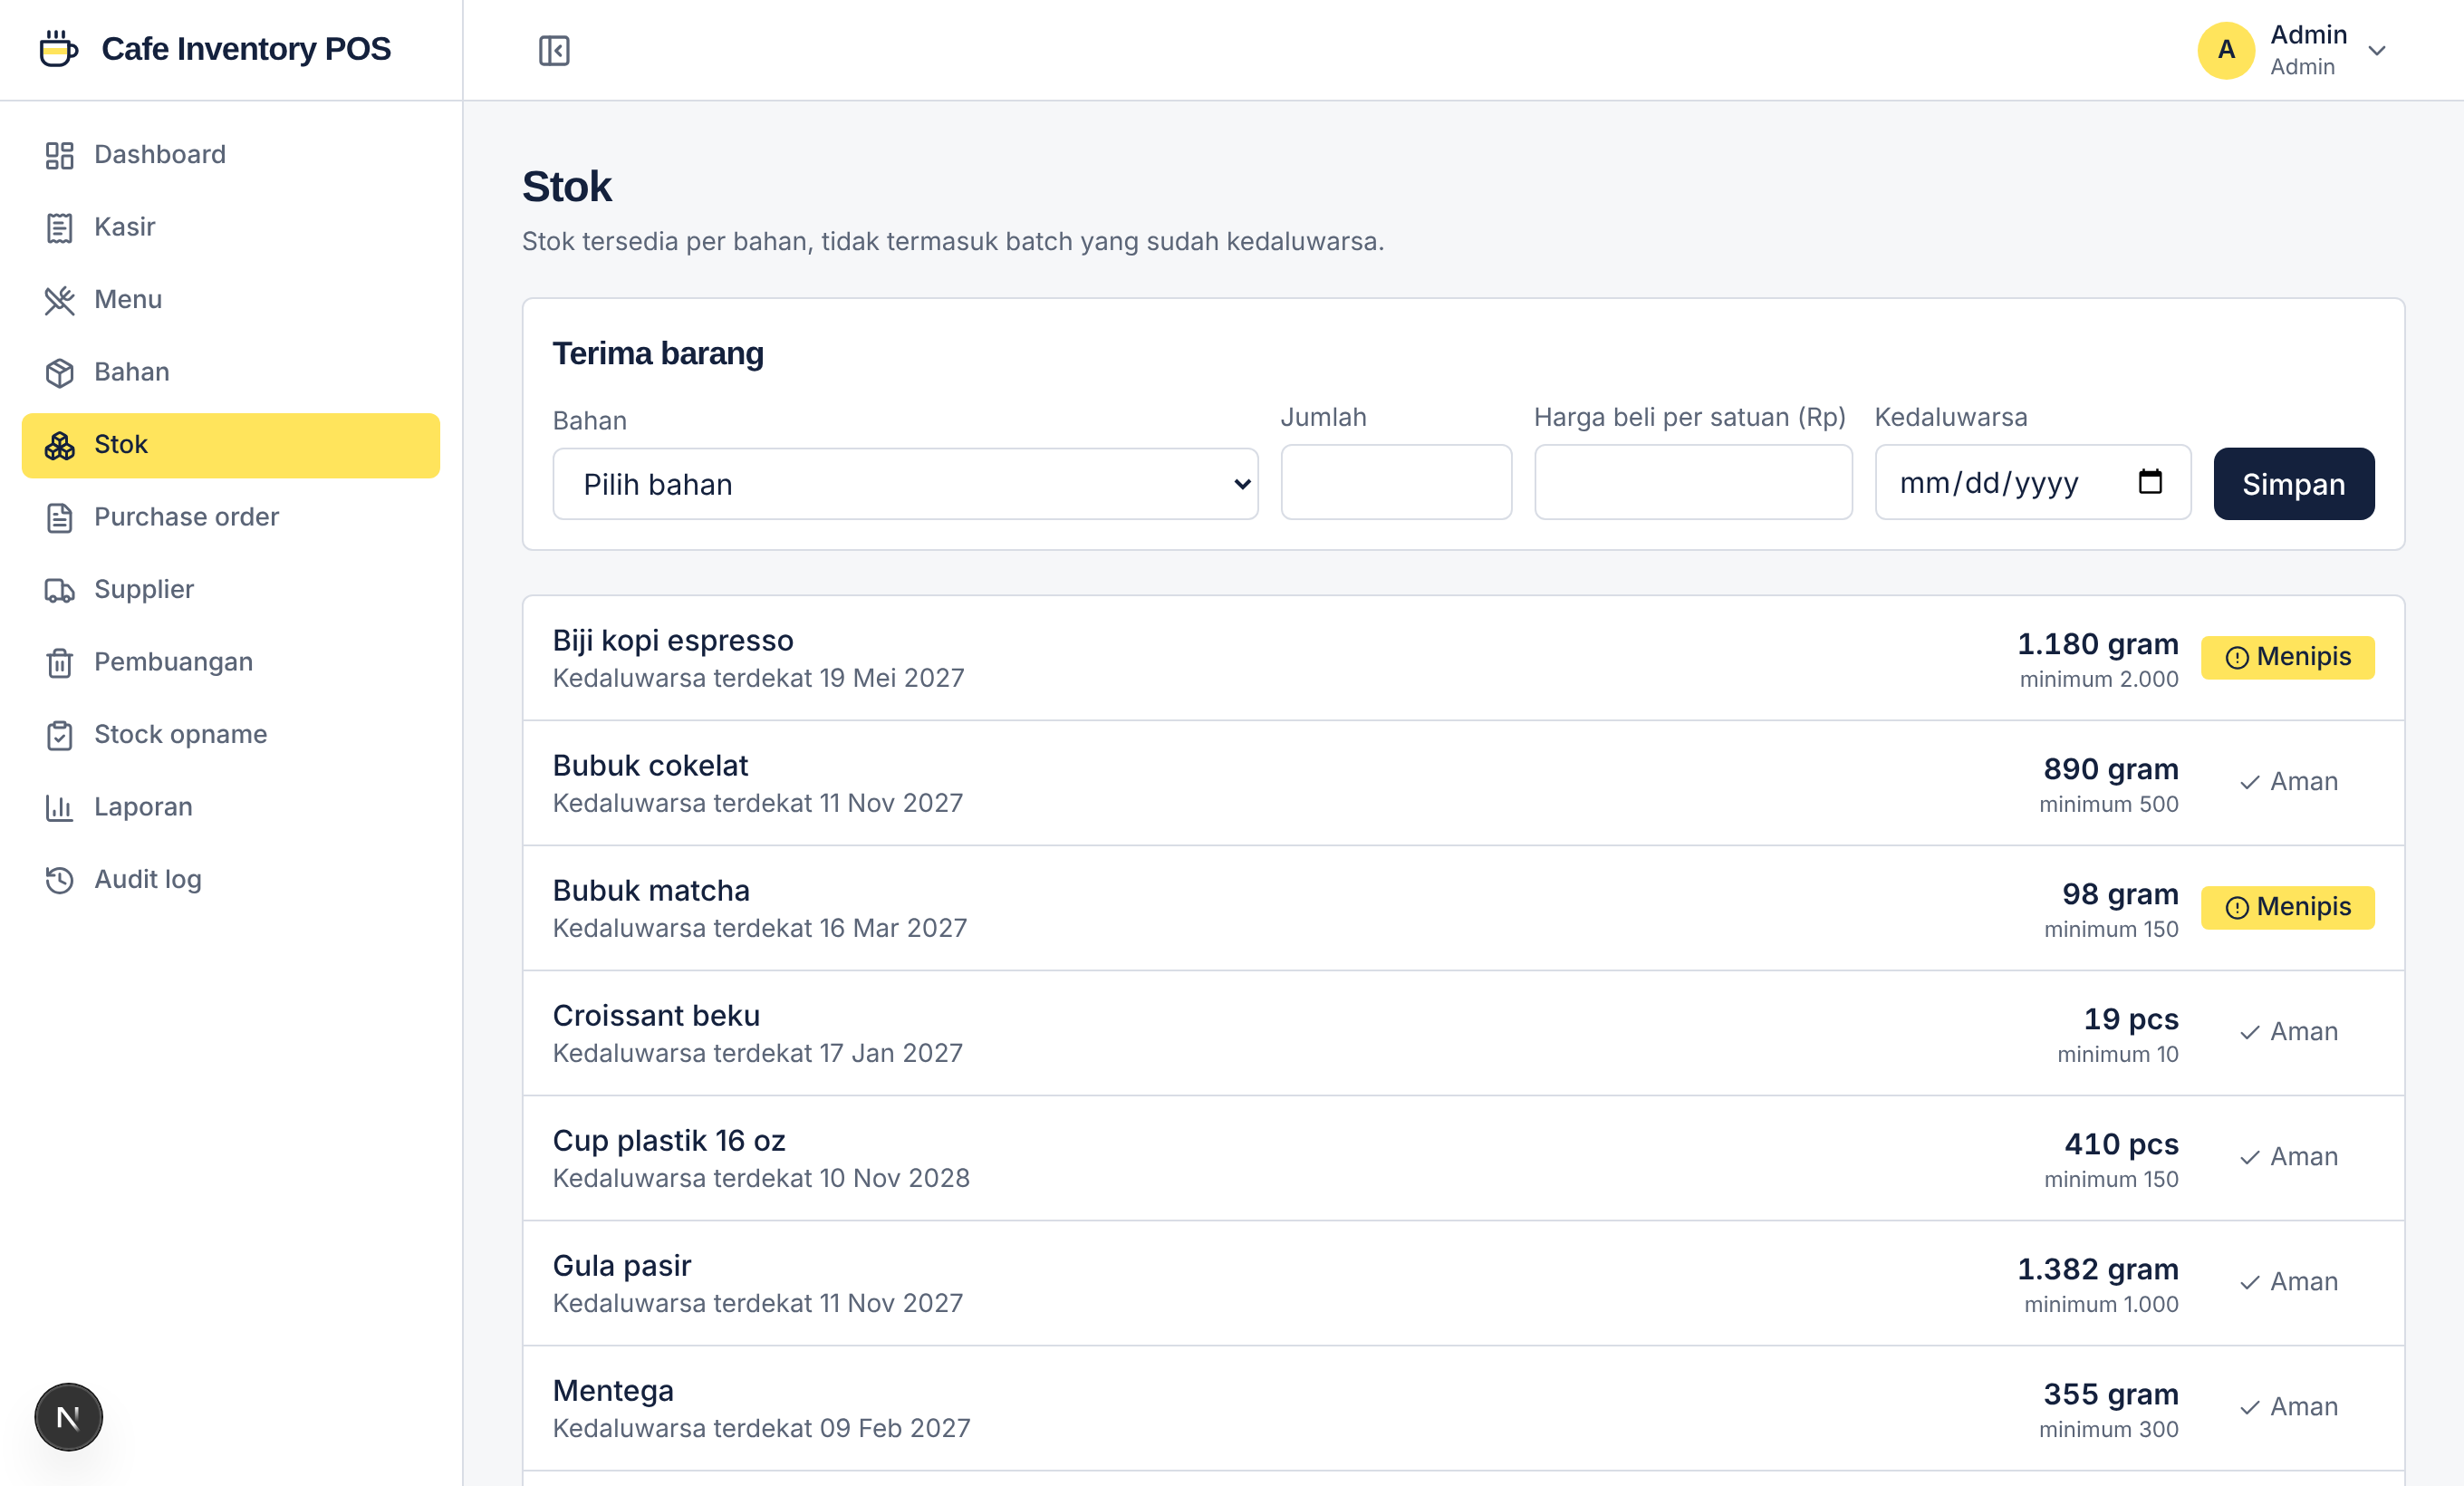 Cafe Inventory POS
A
Admin
Admin
Dashboard
Kasir
Menu
Bahan
Stok
Purchase order
Supplier
Pembuangan
Stock opname
Laporan
Audit log
N
Stok
Stok tersedia per bahan, tidak termasuk batch yang sudah kedaluwarsa.
Terima barang
Bahan
Jumlah
Harga beli per satuan (Rp)
Kedaluwarsa
Pilih bahan
mm/dd/yyyy
Simpan
Biji kopi espresso
Kedaluwarsa terdekat 19 Mei 2027
1.180 gram
minimum 2.000
Menipis
Bubuk cokelat
Kedaluwarsa terdekat 11 Nov 2027
890 gram
minimum 500
Aman
Bubuk matcha
Kedaluwarsa terdekat 16 Mar 2027
98 gram
minimum 150
Menipis
Croissant beku
Kedaluwarsa terdekat 17 Jan 2027
19 pcs
minimum 10
Aman
Cup plastik 16 oz
Kedaluwarsa terdekat 10 Nov 2028
410 pcs
minimum 150
Aman
Gula pasir
Kedaluwarsa terdekat 11 Nov 2027
1.382 gram
minimum 1.000
Aman
Mentega
Kedaluwarsa terdekat 09 Feb 2027
355 gram
minimum 300
Aman